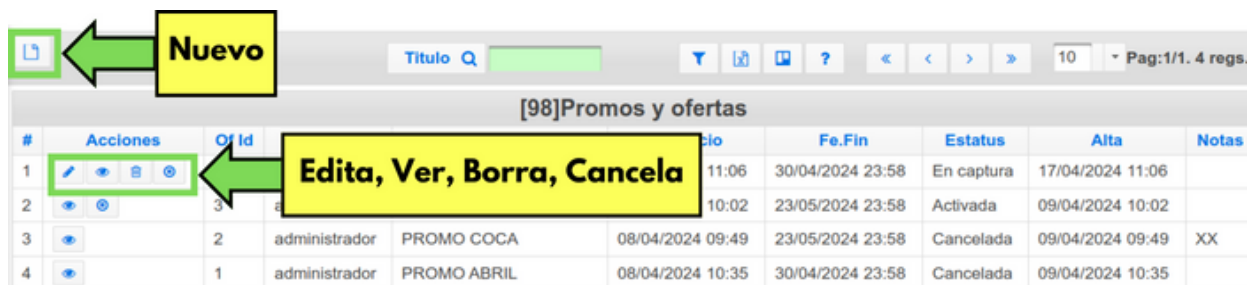 Nuevo
Titulo
? « < > » 10 Pag:1/1. 4 regs.
[98]Promos y ofertas
# Acciones Of Id cio Fe.Fin Estatus Alta Notas
Edita, Ver, Borra, Cancela
1 11:06 30/04/2024 23:58 En captura 17/04/2024 11:06
2 3 10:02 23/05/2024 23:58 Activada 09/04/2024 10:02
3 2 administrador PROMO COCA 08/04/2024 09:49 23/05/2024 23:58 Cancelada 09/04/2024 09:49 XX
4 1 administrador PROMO ABRIL 08/04/2024 10:35 30/04/2024 23:58 Cancelada 09/04/2024 10:35